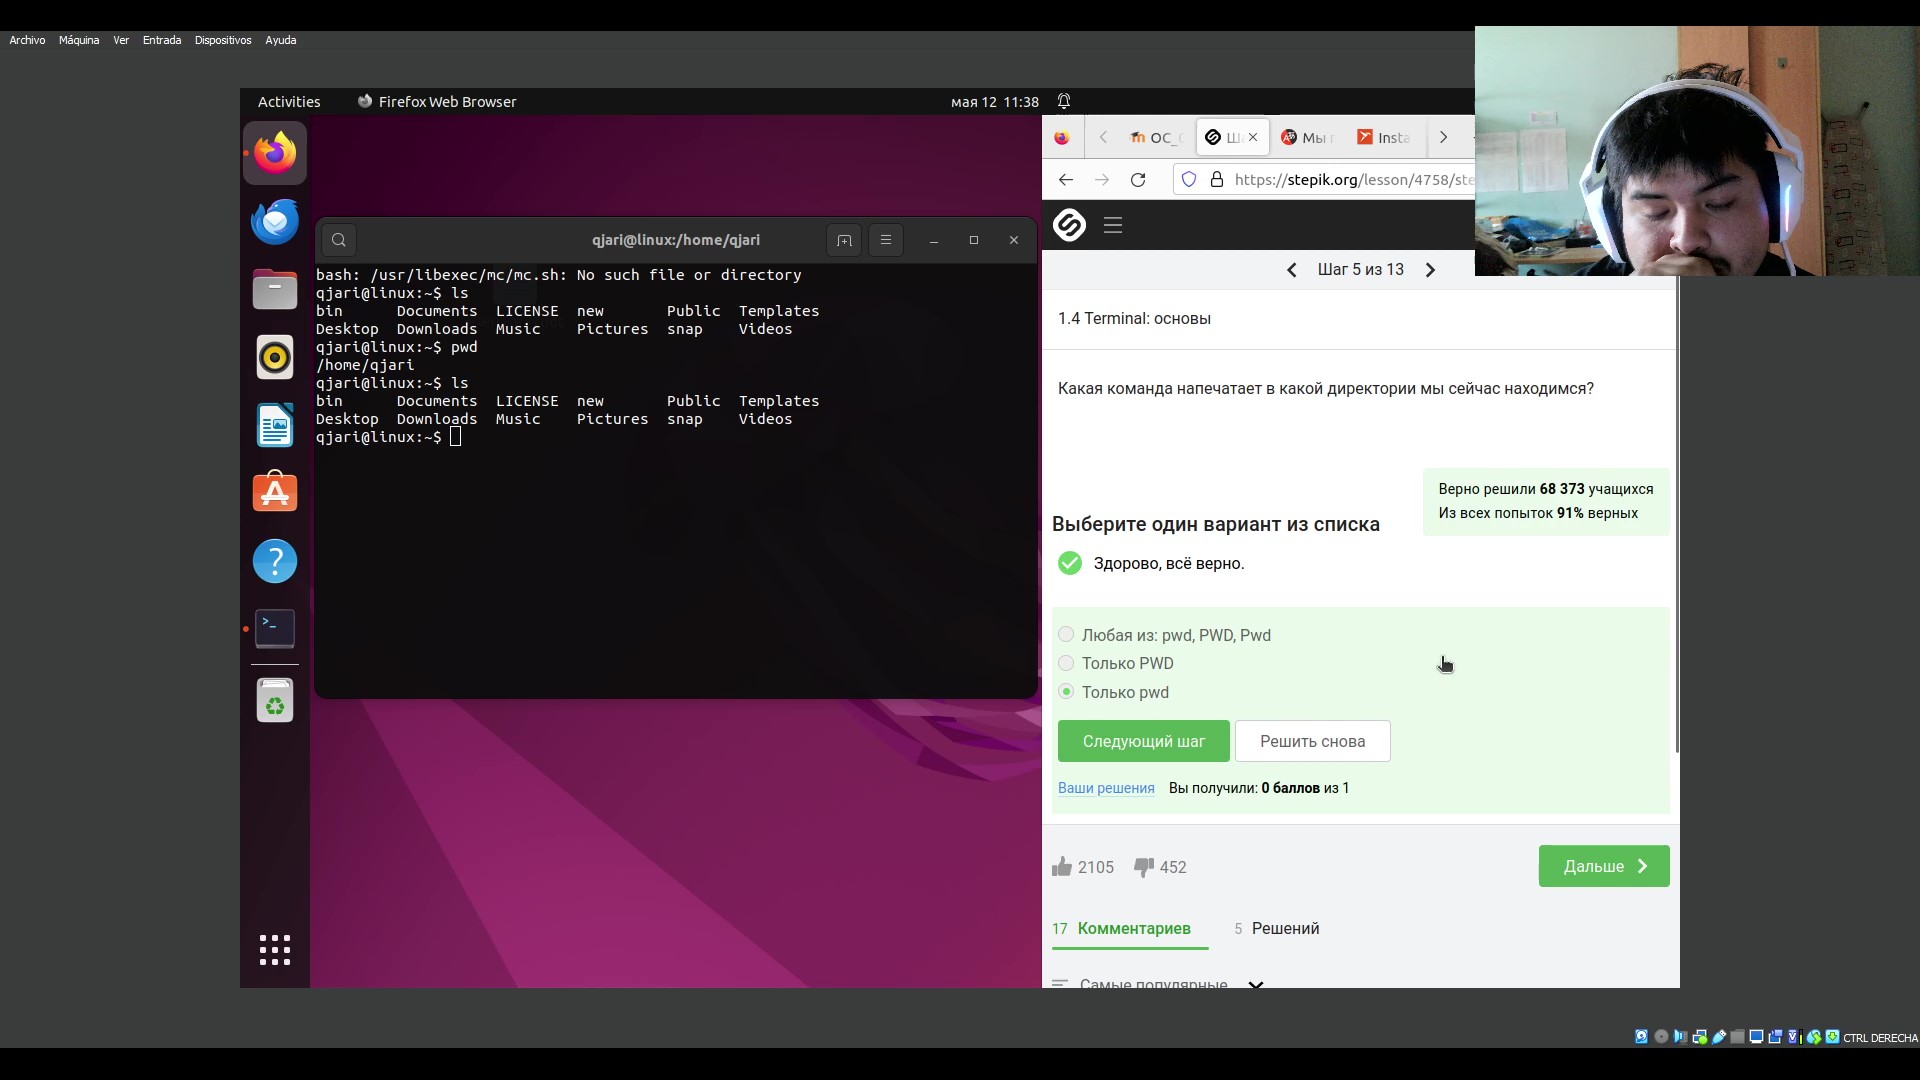 Archivo Máquina Ver Entrada Dispositivos Ayuda
Activities Firefox Web Browser мая 12 11:38
qjari@linux:/home/qjari
bash: /usr/libexec/mc/mc.sh: No such file or directory
qjari@linux:~$ ls
bin Documents LICENSE new Public Templates
Desktop Downloads Music Pictures snap Videos
qjari@linux:~$ pwd
/home/qjari
qjari@linux:~$ ls
bin Documents LICENSE new Public Templates
Desktop Downloads Music Pictures snap Videos
qjari@linux:~$
ОС_ Мы Insta
https://stepik.org/lesson/4758/ste
Шаг 5 из 13
1.4 Terminal: основы
Какая команда напечатает в какой директории мы сейчас находимся?
Верно решили 68 373 учащихся
Из всех попыток 91% верных
Выберите один вариант из списка
Здорово, всё верно.
Любая из: pwd, PWD, Pwd
Только PWD
Только pwd
Следующий шаг Решить снова
Ваши решения Вы получили: 0 баллов из 1
2105 452
Дальше
17 Комментариев 5 Решений
Самые популярные
CTRL DERECHA